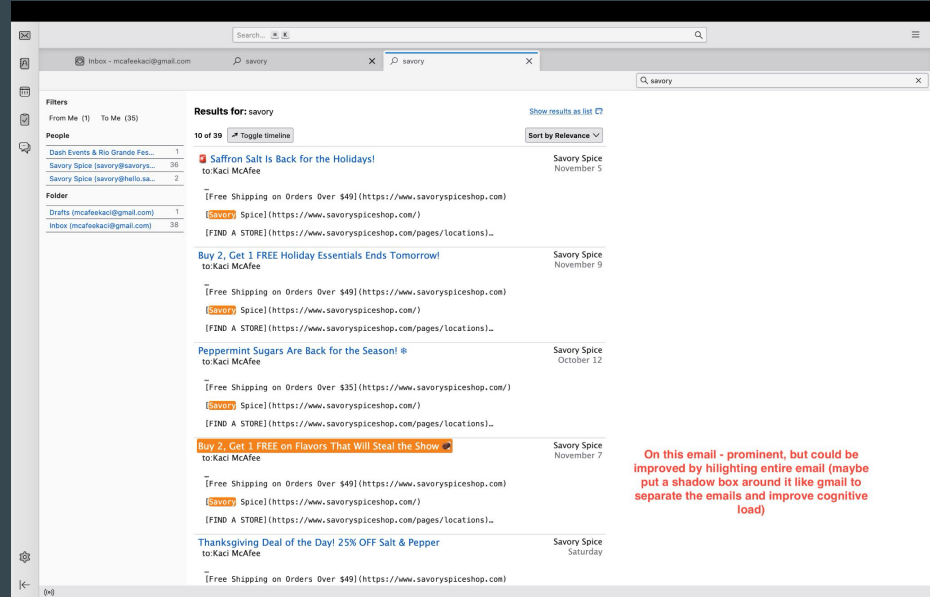 Search... ⌘ K
Inbox - mcafeekaci@gmail.com
savory
savory
savory
Filters
From Me (1) To Me (35)
People
Dash Events & Rio Grande Fes... 1
Savory Spice (savory@savorys... 36
Savory Spice (savory@hello.sa... 2
Folder
Drafts (mcafeekaci@gmail.com) 1
Inbox (mcafeekaci@gmail.com) 38
Results for: savory
Show results as list
10 of 39 Toggle timeline
Sort by Relevance
🚨 Saffron Salt Is Back for the Holidays!
Savory Spice
to:Kaci McAfee
November 5
…
[Free Shipping on Orders Over $49](https://www.savoryspiceshop.com)
[Savory Spice](https://www.savoryspiceshop.com/)
[FIND A STORE](https://www.savoryspiceshop.com/pages/locations)…
Buy 2, Get 1 FREE Holiday Essentials Ends Tomorrow!
Savory Spice
to:Kaci McAfee
November 9
…
[Free Shipping on Orders Over $49](https://www.savoryspiceshop.com)
[Savory Spice](https://www.savoryspiceshop.com/)
[FIND A STORE](https://www.savoryspiceshop.com/pages/locations)…
Peppermint Sugars Are Back for the Season! ❄
Savory Spice
to:Kaci McAfee
October 12
…
[Free Shipping on Orders Over $35](https://www.savoryspiceshop.com/)
[Savory Spice](https://www.savoryspiceshop.com/)
[FIND A STORE](https://www.savoryspiceshop.com/pages/locations)…
Buy 2, Get 1 FREE on Flavors That Will Steal the Show
Savory Spice
to:Kaci McAfee
November 7
…
[Free Shipping on Orders Over $49](https://www.savoryspiceshop.com)
[Savory Spice](https://www.savoryspiceshop.com/)
[FIND A STORE](https://www.savoryspiceshop.com/pages/locations)…
Thanksgiving Deal of the Day! 25% OFF Salt & Pepper
Savory Spice
to:Kaci McAfee
Saturday
…
[Free Shipping on Orders Over $49](https://www.savoryspiceshop.com)
On this email - prominent, but could be
improved by hilighting entire email (maybe
put a shadow box around it like gmail to
separate the emails and improve cognitive
load)